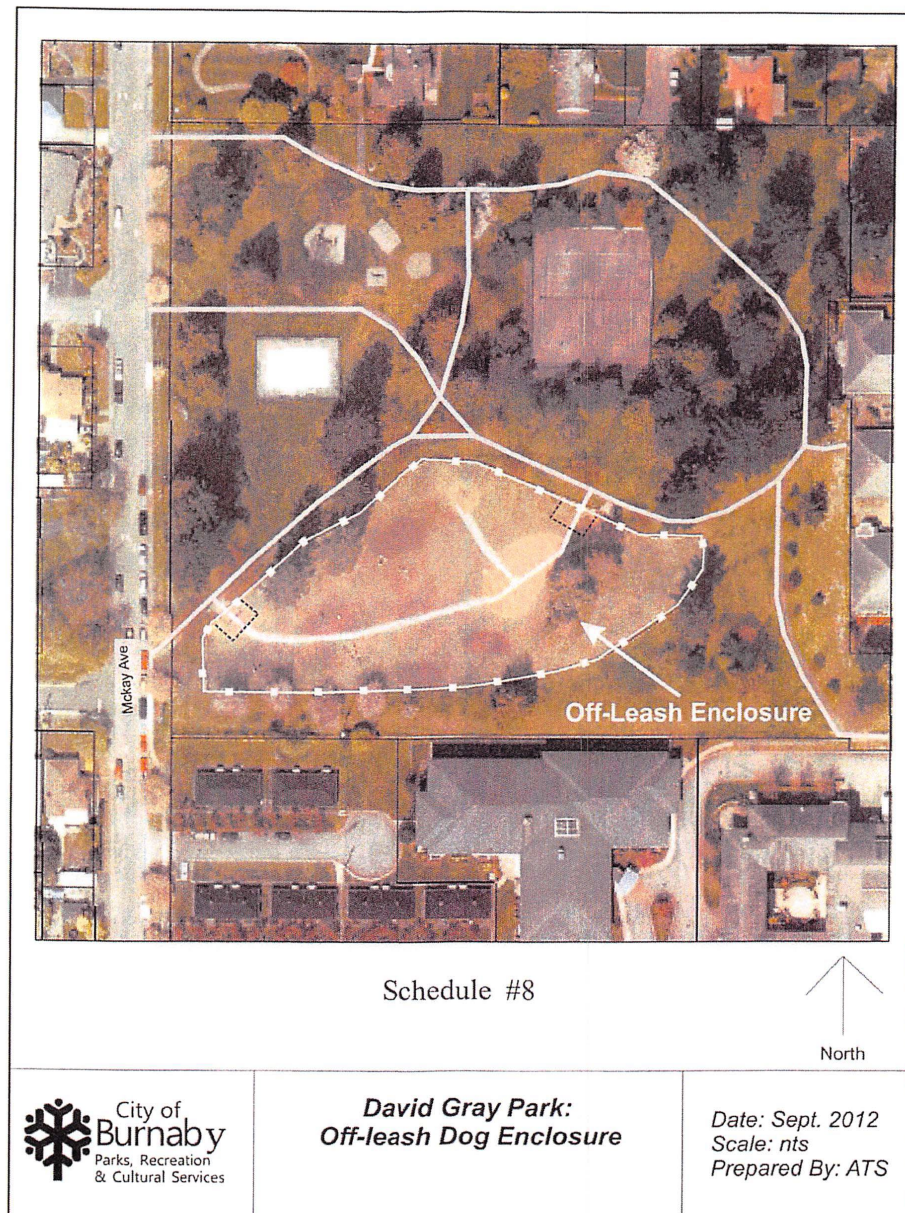 Mckay Ave
Off-Leash Enclosure
Schedule #8
North
City of
Burnaby
Parks, Recreation
& Cultural Services
David Gray Park:
Off-leash Dog Enclosure
Date: Sept. 2012
Scale: nts
Prepared By: ATS